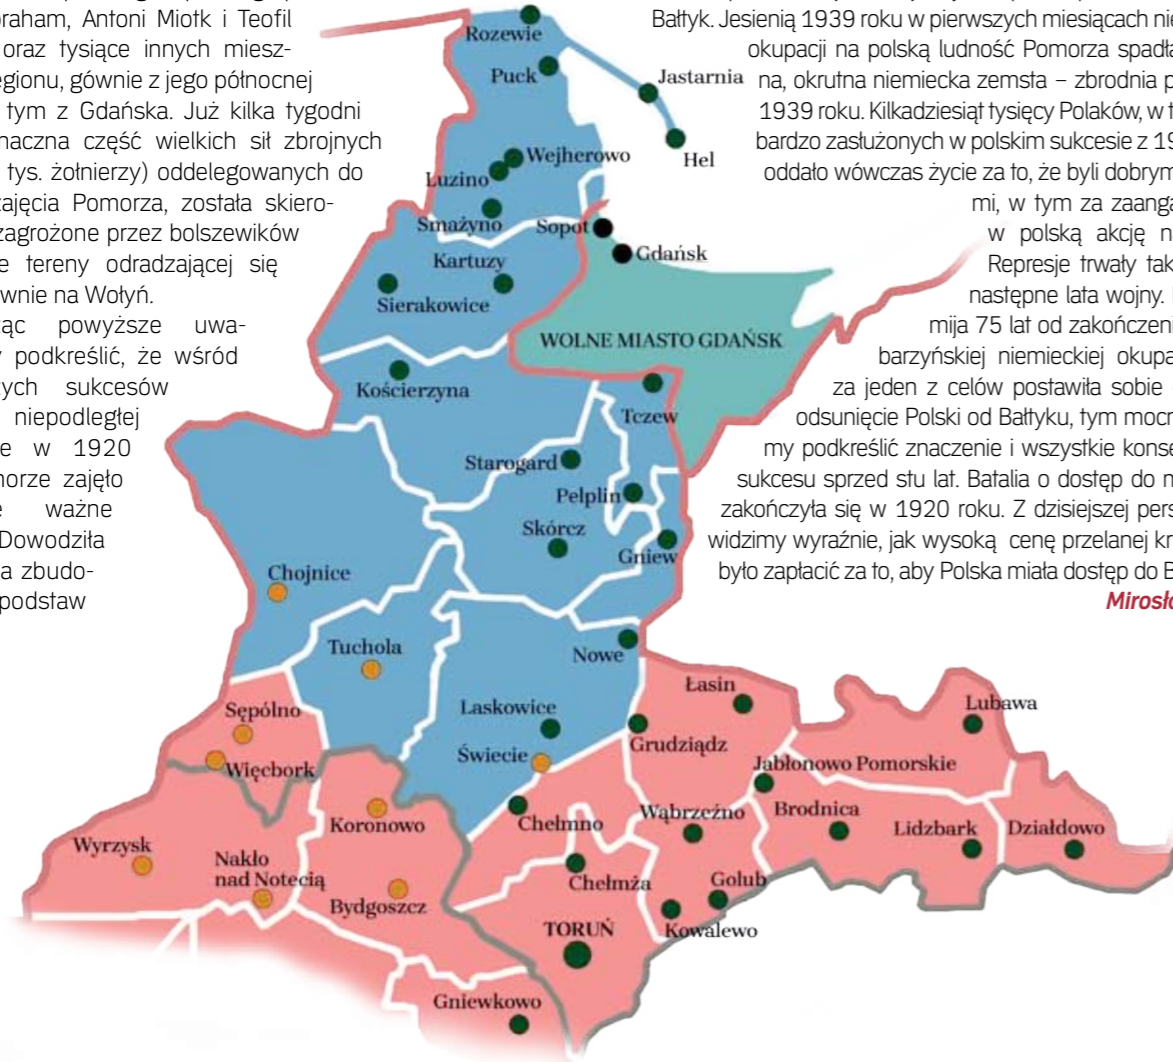 braham, Antoni Miotk i Teofil
oraz tysiące innych miesz-
egionu, gównie z jego północnej
tym z Gdańska. Już kilka tygodni
naczna część wielkich sił zbrojnych
tys. żołnierzy) oddelegowanych do
zajęcia Pomorza, została skiero-
zagrożone przez bolszewików
e tereny odradzającej się
wnie na Wołyń.
ząc powyższe uwa-
y podkreślić, że wśród
zych sukcesów
niepodległej
e w 1920
morze zajęło
e ważne
Dowodziła
a zbudo-
podstaw
Bałtyk. Jesienią 1939 roku w pierwszych miesiącach nie
okupacji na polską ludność Pomorza spadła
na, okrutna niemiecka zemsta – zbrodnia p
1939 roku. Kilkadziesiąt tysięcy Polaków, w t
bardzo zasłużonych w polskim sukcesie z 19
oddało wówczas życie za to, że byli dobrym
mi, w tym za zaanga
w polską akcję n
Represje trwały tak
następne lata wojny.
mija 75 lat od zakończeni
barzyńskiej niemieckiej okupa
za jeden z celów postawiła sobie
odsunięcie Polski od Bałtyku, tym moc
my podkreślić znaczenie i wszystkie konse
sukcesu sprzed stu lat. Batalia o dostęp do n
zakończyła się w 1920 roku. Z dzisiejszej pers
widzimy wyraźnie, jak wysoką cenę przelanej kr
było zapłacić za to, aby Polska miała dostęp do B
Mirosła
Rozewie
Puck
Jastarnia
Hel
Wejherowo
Luzino
Smażyno
Sopot
Gdańsk
Kartuzy
Sierakowice
WOLNE MIASTO GDAŃSK
Kościerzyna
Tczew
Starogard
Pelplin
Skórcz
Gniew
Chojnice
Tuchola
Nowe
Łasin
Lubawa
Sępólno
Laskowice
Grudziądz
Świecie
Więcbork
Jabłonowo Pomorskie
Koronowo
Chełmno
Wąbrzeźno
Brodnica
Lidzbark
Działdowo
Wyrzysk
Nakło
nad Notecią
Chełmża
Golub
Bydgoszcz
Kowalewo
TORUŃ
Gniewkowo